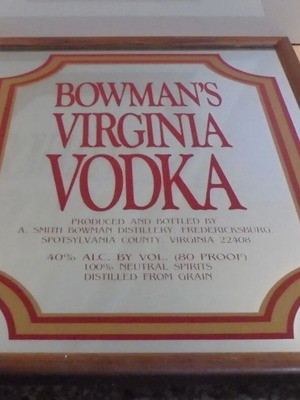 BOWMAN'S
VIRGINIA
VODKA
PRODUCED AND BOTTLED BY
A. SMITH BOWMAN DISTILLERY, FREDERICKSBURG,
SPOTSYLVANIA COUNTY, VIRGINIA 22408
40% ALC. BY VOL. (80 PROOF)
100% NEUTRAL SPIRITS
DISTILLED FROM GRAIN